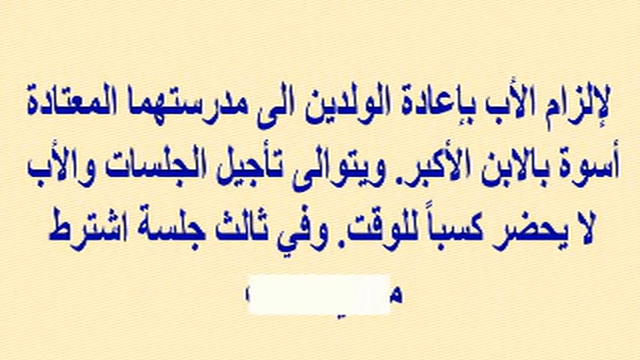 لإلزام الأب بإعادة الولدين الى مدرستهما المعتادة
أسوة بالابن الأكبر. ويتوالى تأجيل الجلسات والأب
لا يحضر كسباً للوقت. وفي ثالث جلسة اشترط